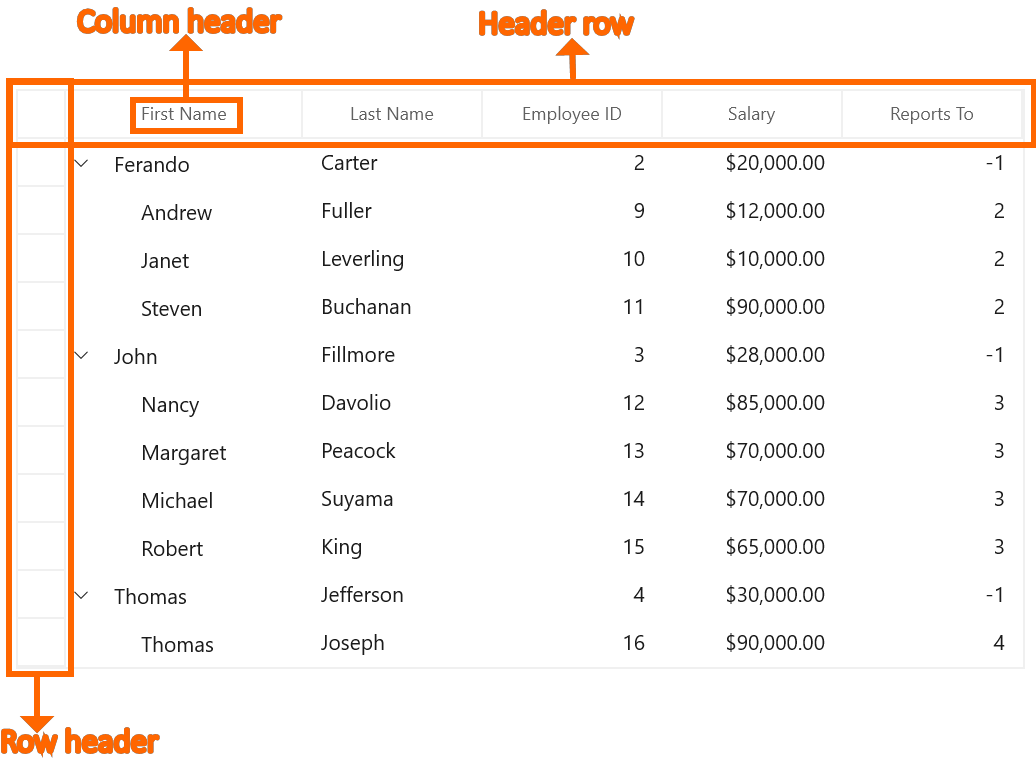 Column header
Header row
First Name Last Name Employee ID Salary Reports To
Ferando Carter 2 $20,000.00 -1
Andrew Fuller 9 $12,000.00 2
Janet Leverling 10 $10,000.00 2
Steven Buchanan 11 $90,000.00 2
John Fillmore 3 $28,000.00 -1
Nancy Davolio 12 $85,000.00 3
Margaret Peacock 13 $70,000.00 3
Michael Suyama 14 $70,000.00 3
Robert King 15 $65,000.00 3
Thomas Jefferson 4 $30,000.00 -1
Thomas Joseph 16 $90,000.00 4
Row header